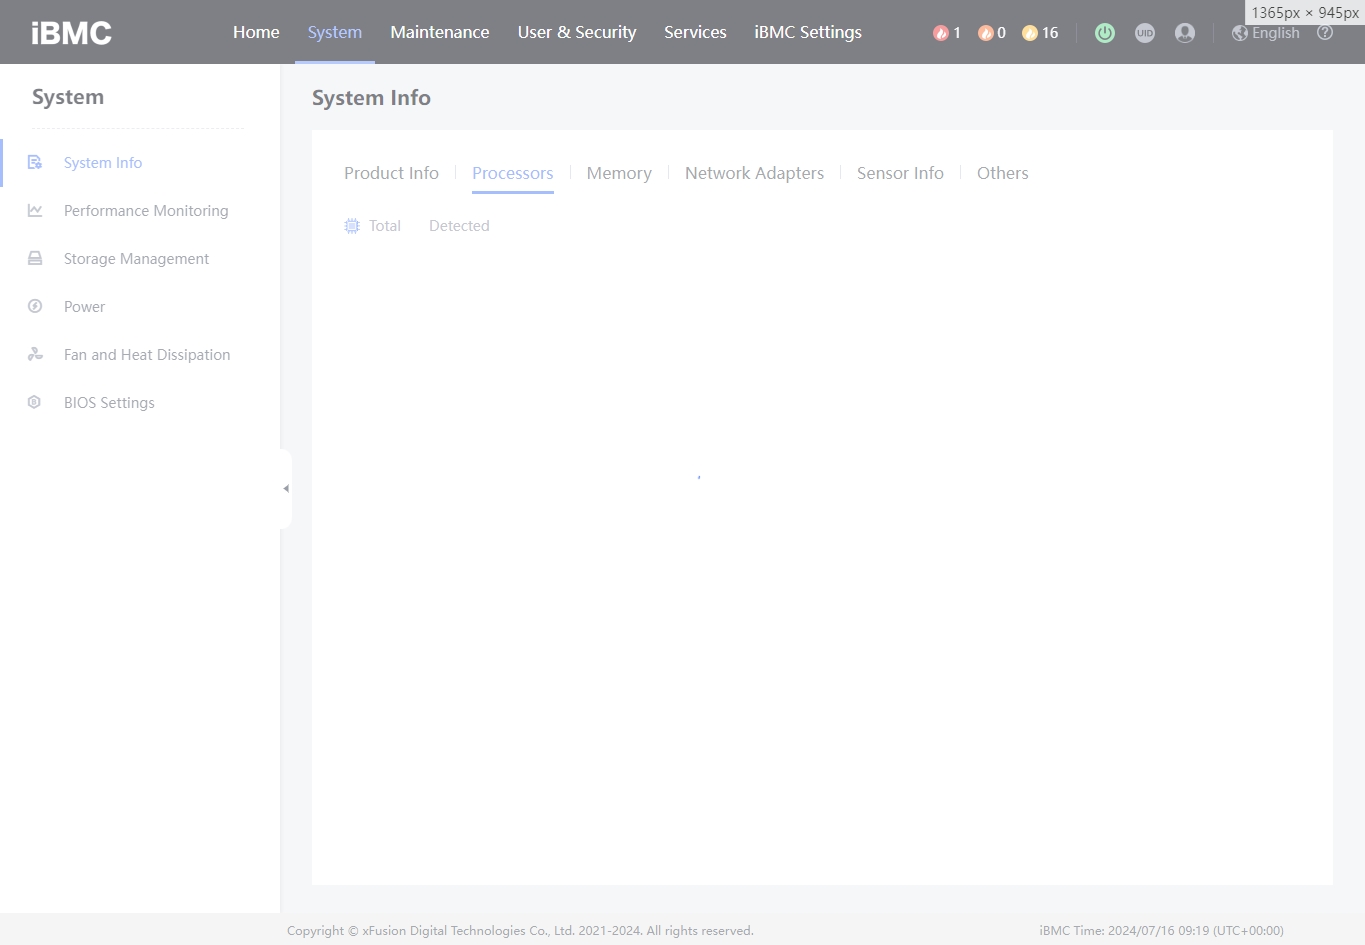 iBMC
Home
System
Maintenance
User & Security
Services
iBMC Settings
1
0
16
UID
English
1365px × 945px
System
System Info
Performance Monitoring
Storage Management
Power
Fan and Heat Dissipation
BIOS Settings
System Info
Product Info
Processors
Memory
Network Adapters
Sensor Info
Others
Total
Detected
Copyright © xFusion Digital Technologies Co., Ltd. 2021-2024. All rights reserved.
iBMC Time: 2024/07/16 09:19 (UTC+00:00)